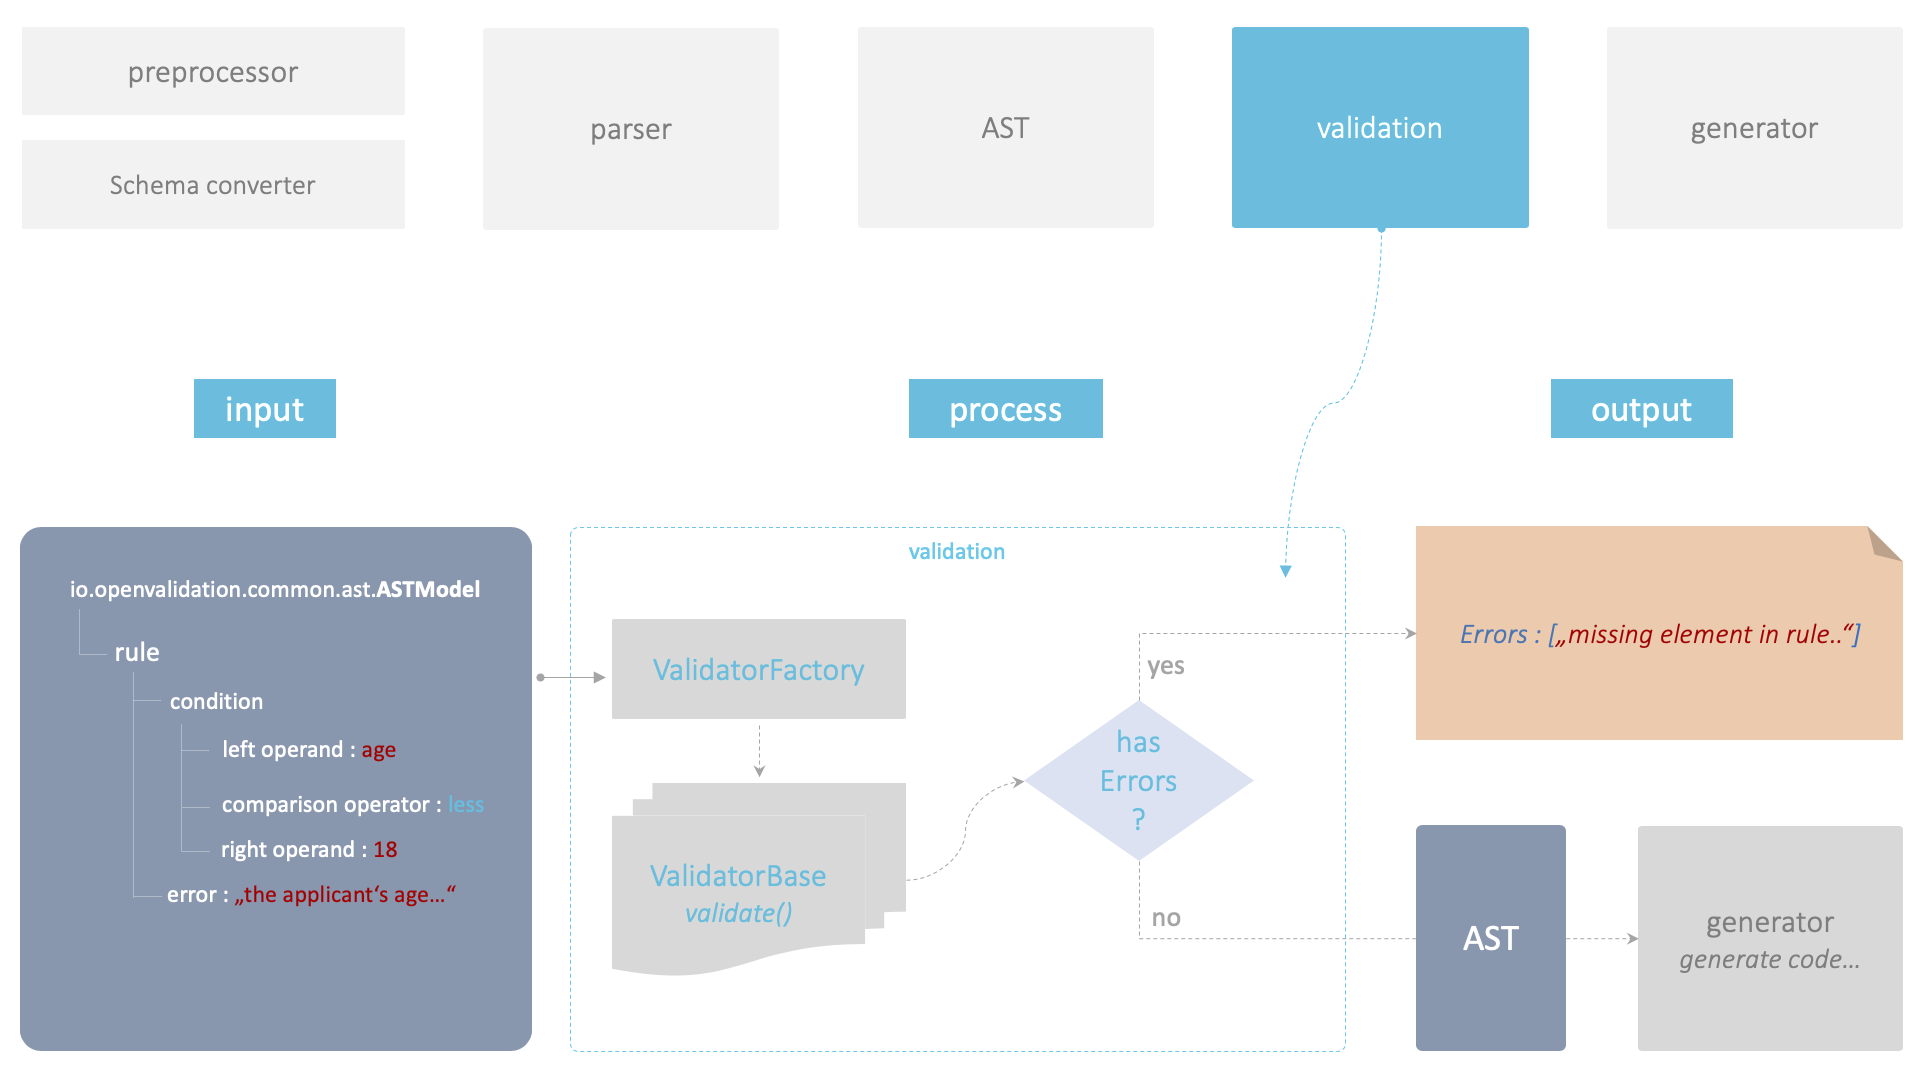 preprocessor
Schema converter
parser
AST
validation
generator
input
process
output
io.openvalidation.common.ast.ASTModel
rule
condition
left operand : age
comparison operator : less
right operand : 18
error : „the applicant‘s age...“
validation
ValidatorFactory
ValidatorBase
validate()
has
Errors
?
yes
no
Errors : [„missing element in rule..“]
AST
generator
generate code...